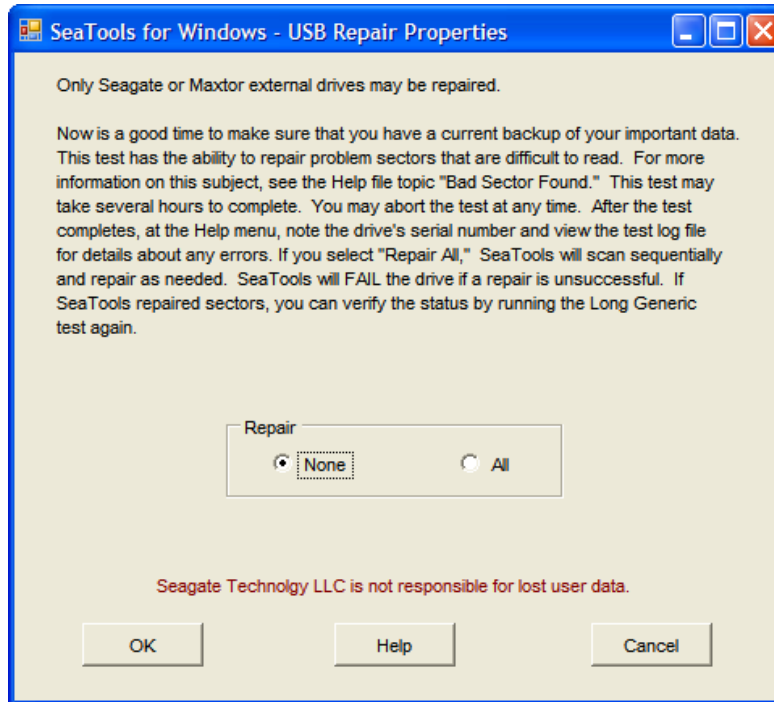 SeaTools for Windows - USB Repair Properties
Only Seagate or Maxtor external drives may be repaired.
Now is a good time to make sure that you have a current backup of your important data.
This test has the ability to repair problem sectors that are difficult to read.  For more
information on this subject, see the Help file topic "Bad Sector Found."  This test may
take several hours to complete.  You may abort the test at any time.  After the test
completes, at the Help menu, note the drive's serial number and view the test log file
for details about any errors. If you select "Repair All,"  SeaTools will scan sequentially
and repair as needed.  SeaTools will FAIL the drive if a repair is unsuccessful.  If
SeaTools repaired sectors, you can verify the status by running the Long Generic
test again.
Repair
None
All
Seagate Technolgy LLC is not responsible for lost user data.
OK
Help
Cancel